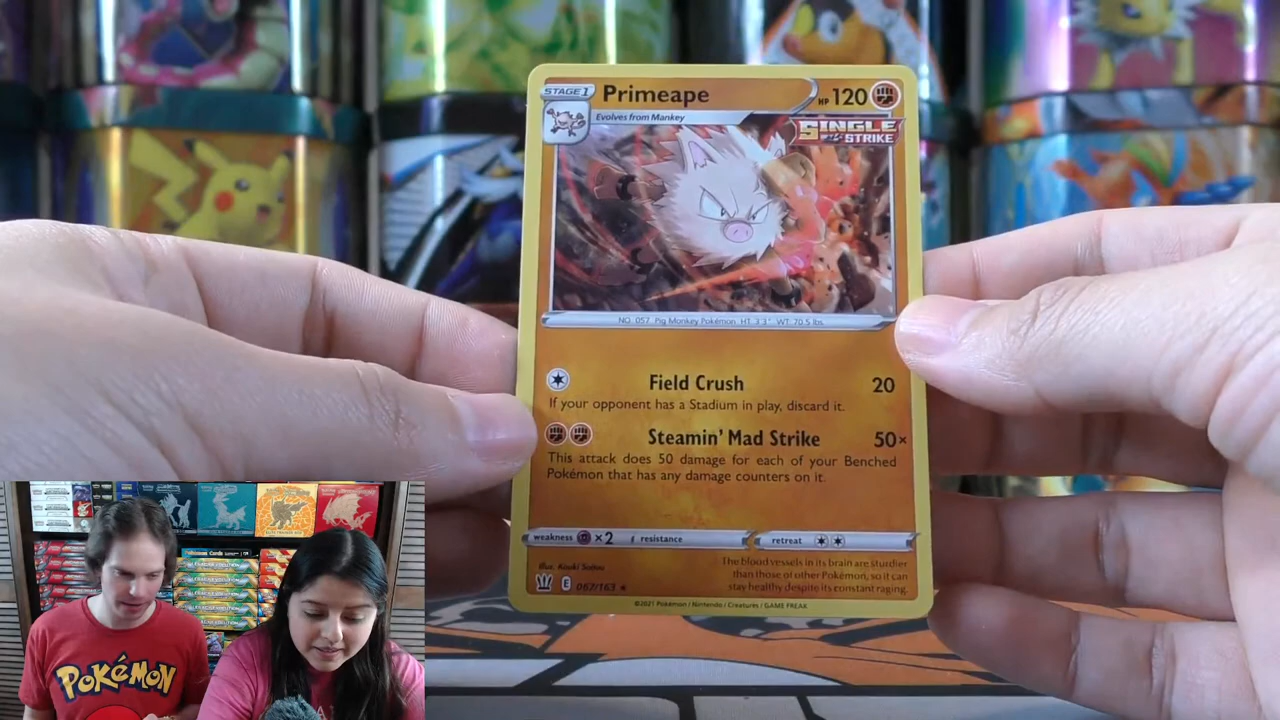 STAGE 1
Primeape
HP 120
Evolves from Mankey
SINGLE
STRIKE
NO. 057 Pig Monkey Pokémon HT: 3'3" WT: 70.5 lbs.
Field Crush 20
If your opponent has a Stadium in play, discard it.
Steamin' Mad Strike 50×
This attack does 50 damage for each of your Benched
Pokémon that has any damage counters on it.
weakness ×2 resistance retreat
The blood vessels in its brain are sturdier
than those of other Pokémon, so it can
stay healthy despite its constant raging.
Illus. Kouki Saitou
E 067/163 ★
©2021 Pokémon / Nintendo / Creatures / GAME FREAK
POKéMON